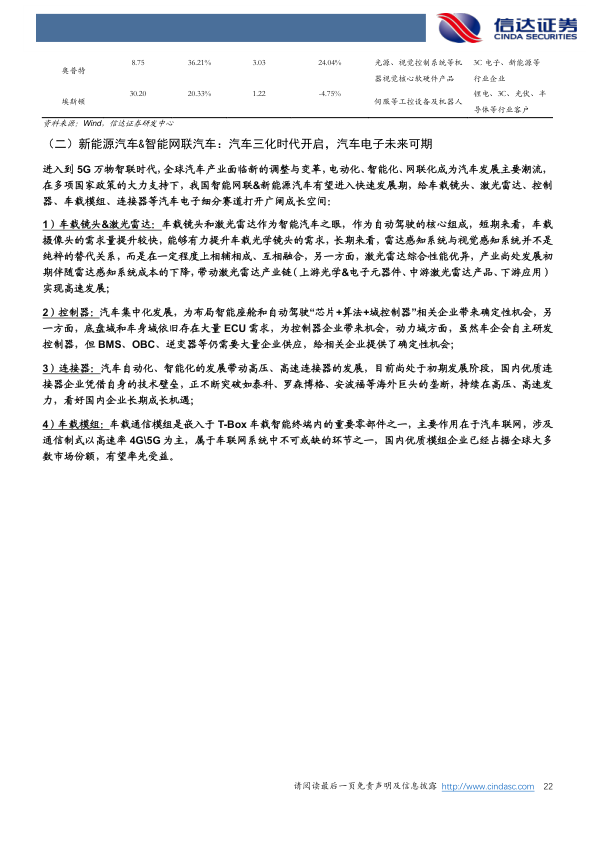 信达证券
CINDA SECURITIES
奥普特 8.75 36.21% 3.03 24.04% 光源、视觉控制系统等机器视觉核心软硬件产品 3C 电子、新能源等行业企业
埃斯顿 30.20 20.33% 1.22 -4.75% 伺服等工控设备及机器人 锂电、3C、光伏、半导体等行业客户
资料来源：Wind，信达证券研发中心
（二）新能源汽车&智能网联汽车：汽车三化时代开启，汽车电子未来可期
进入到 5G 万物智联时代，全球汽车产业面临新的调整与变革，电动化、智能化、网联化成为汽车发展主要潮流，
在多项国家政策的大力支持下，我国智能网联&新能源汽车有望进入快速发展期，给车载镜头、激光雷达、控制
器、车载模组、连接器等汽车电子细分赛道打开广阔成长空间：
1）车载镜头&激光雷达：车载镜头和激光雷达作为智能汽车之眼，作为自动驾驶的核心组成，短期来看，车载
摄像头的需求量提升较快，能够有力提升车载光学镜头的需求，长期来看，雷达感知系统与视觉感知系统并不是
纯粹的替代关系，而是在一定程度上相辅相成、互相融合，另一方面，激光雷达综合性能优异，产业尚处发展初
期伴随雷达感知系统成本的下降，带动激光雷达产业链（上游光学&电子元器件、中游激光雷达产品、下游应用）
实现高速发展；
2）控制器：汽车集中化发展，为布局智能座舱和自动驾驶“芯片+算法+域控制器”相关企业带来确定性机会，另
一方面，底盘域和车身域依旧存在大量 ECU 需求，为控制器企业带来机会，动力域方面，虽然车企会自主研发
控制器，但 BMS、OBC、逆变器等仍需要大量企业供应，给相关企业提供了确定性机会；
3）连接器：汽车自动化、智能化的发展带动高压、高速连接器的发展，目前尚处于初期发展阶段，国内优质连
接器企业凭借自身的技术壁垒，正不断突破如泰科、罗森博格、安波福等海外巨头的垄断，持续在高压、高速发
力，看好国内企业长期成长机遇；
4）车载模组：车载通信模组是嵌入于 T-Box 车载智能终端内的重要零部件之一，主要作用在于汽车联网，涉及
通信制式以高速率 4G\5G 为主，属于车联网系统中不可或缺的环节之一，国内优质模组企业已经占据全球大多
数市场份额，有望率先受益。
请阅读最后一页免责声明及信息披露 http://www.cindasc.com 22